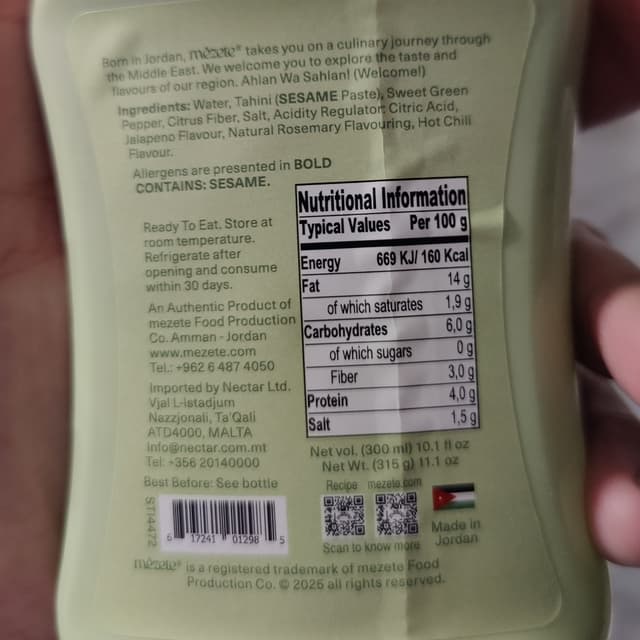 Born in Jordan, mezete® takes you on a culinary journey through
the Middle East. We welcome you to explore the taste and
flavours of our region. Ahlan Wa Sahlan! (Welcome!)
Ingredients: Water, Tahini (SESAME Paste), Sweet Green
Pepper, Citrus Fiber, Salt, Acidity Regulator: Citric Acid,
Jalapeno Flavour, Natural Rosemary Flavouring, Hot Chili
Flavour.
Allergens are presented in BOLD
CONTAINS: SESAME.
Ready To Eat. Store at
room temperature.
Refrigerate after
opening and consume
within 30 days.
An Authentic Product of
mezete Food Production
Co. Amman - Jordan
www.mezete.com
Tel.: +962 6 487 4050
Imported by Nectar Ltd.
Vjal L-Istadjum
Nazzjonali, Ta'Qali
ATD4000, MALTA
info@nectar.com.mt
Tel: +356 20140000
Best Before: See bottle
Nutritional Information
Typical Values Per 100 g
Energy 669 KJ/ 160 Kcal
Fat 14 g
of which saturates 1,9 g
Carbohydrates 6,0 g
of which sugars 0 g
Fiber 3,0 g
Protein 4,0 g
Salt 1,5 g
Net vol. (300 ml) 10.1 fl oz
Net Wt. (315 g) 11.1 oz
Recipe mezete.com
Scan to know more
Made in
Jordan
ST14472
6 17241 01298 5
mezete® is a registered trademark of mezete Food
Production Co. © 2025 all rights reserved.